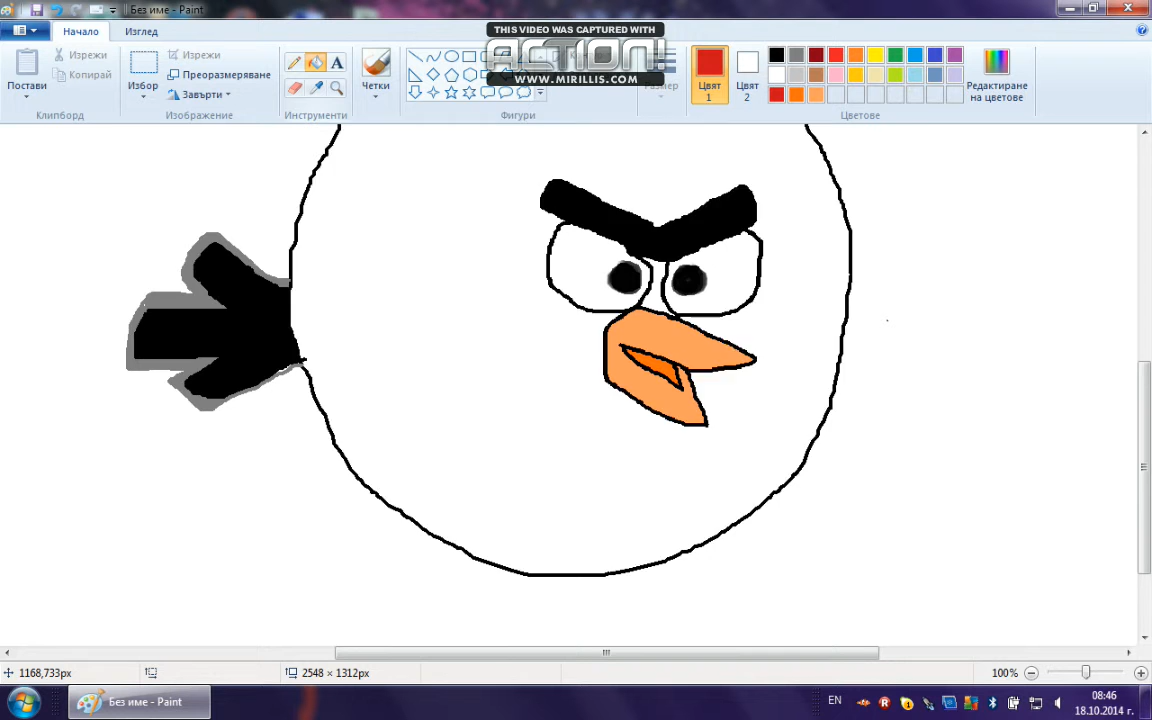 Без име - Paint
THIS VIDEO WAS CAPTURED WITH
ACTION!
WWW.MIRILLIS.COM
Начало
Изглед
Постави
Изрежи
Копирай
Клипборд
Избор
Изрежи
Преоразмеряване
Завърти
Изображение
A
Инструменти
Четки
Фигури
Размер
Цвят
1
Цвят
2
Редактиране
на цветове
Цветове
1168,733px
2548 × 1312px
100%
Без име - Paint
EN
08:46
18.10.2014 г.